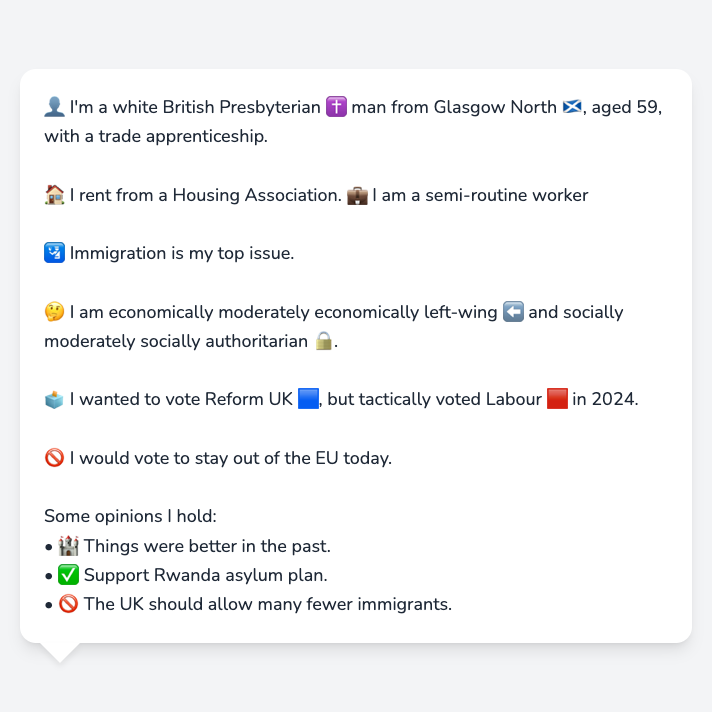 👤 I'm a white British Presbyterian ✝️ man from Glasgow North 🏴󠁧󠁢󠁳󠁣󠁴󠁿, aged 59,
with a trade apprenticeship.
🏠 I rent from a Housing Association. 💼 I am a semi-routine worker
🛂 Immigration is my top issue.
🤔 I am economically moderately economically left-wing ⬅️ and socially
moderately socially authoritarian 🔒.
🗳️ I wanted to vote Reform UK 🟦, but tactically voted Labour 🟥 in 2024.
🚫 I would vote to stay out of the EU today.
Some opinions I hold:
• 🏰 Things were better in the past.
• ✅ Support Rwanda asylum plan.
• 🚫 The UK should allow many fewer immigrants.